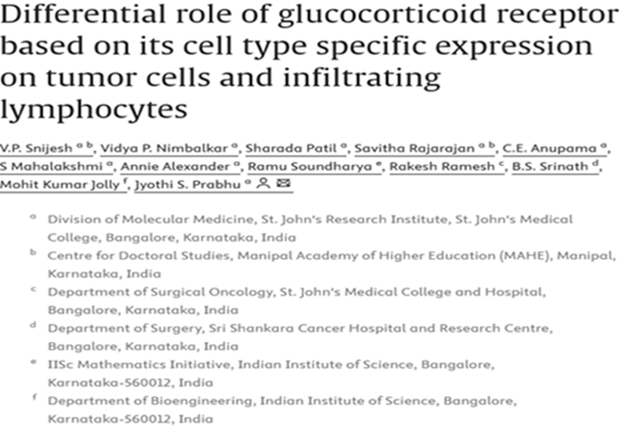 Differential role of glucocorticoid receptor
based on its cell type specific expression
on tumor cells and infiltrating
lymphocytes
V.P. Snijesh a b, Vidya P. Nimbalkar a, Sharada Patil a, Savitha Rajarajan a b, C.E. Anupama a,
S Mahalakshmi a, Annie Alexander a, Ramu Soundharya e, Rakesh Ramesh c, B.S. Srinath d,
Mohit Kumar Jolly f, Jyothi S. Prabhu a
a Division of Molecular Medicine, St. John's Research Institute, St. John's Medical
College, Bangalore, Karnataka, India
b Centre for Doctoral Studies, Manipal Academy of Higher Education (MAHE), Manipal,
Karnataka, India
c Department of Surgical Oncology, St. John's Medical College and Hospital,
Bangalore, Karnataka, India
d Department of Surgery, Sri Shankara Cancer Hospital and Research Centre,
Bangalore, Karnataka, India
e IISc Mathematics Initiative, Indian Institute of Science, Bangalore,
Karnataka-560012, India
f Department of Bioengineering, Indian Institute of Science, Bangalore,
Karnataka-560012, India